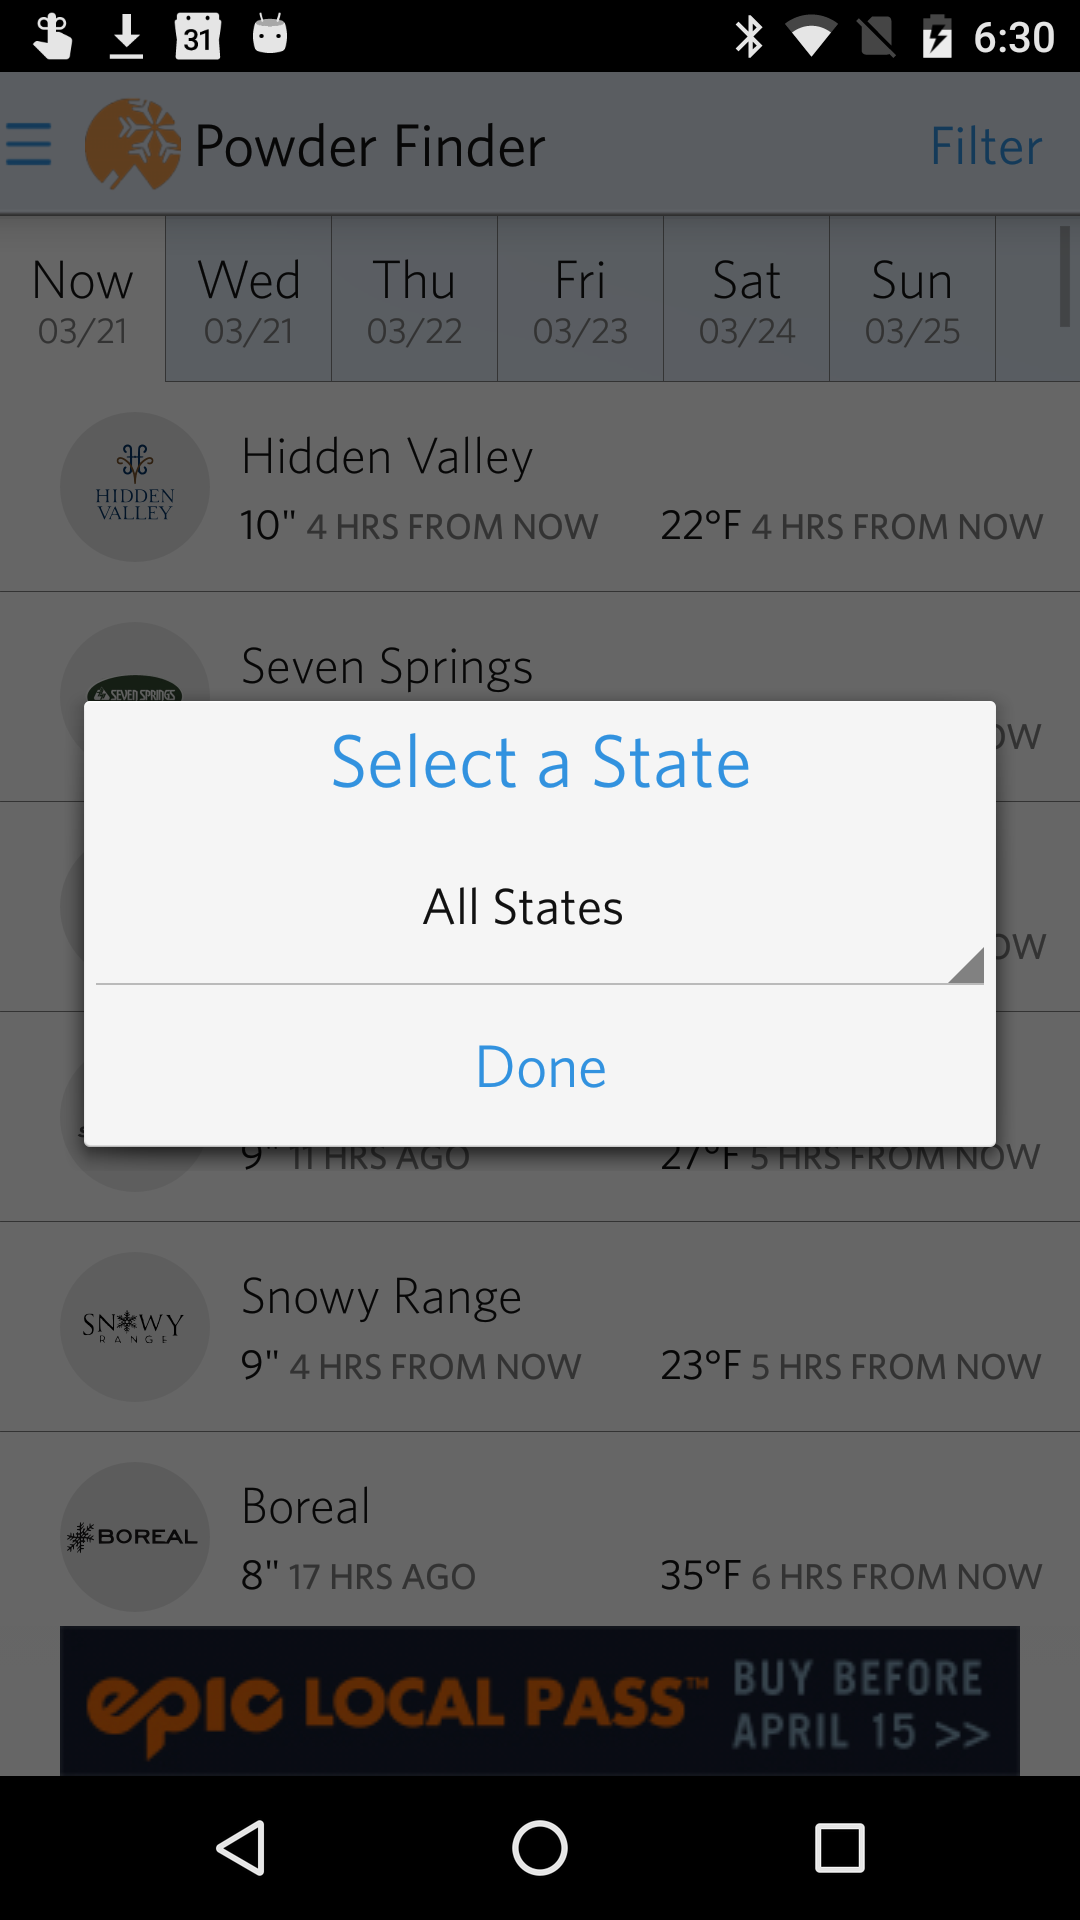 31
6:30
Powder Finder
Filter
Now
03/21
Wed
03/21
Thu
03/22
Fri
03/23
Sat
03/24
Sun
03/25
HIDDEN
VALLEY
Hidden Valley
10" 4 HRS FROM NOW
22°F 4 HRS FROM NOW
SEVEN SPRINGS
Seven Springs
Select a State
All States
Done
9" 11 HRS AGO
27°F 5 HRS FROM NOW
SNOWY
RANGE
Snowy Range
9" 4 HRS FROM NOW
23°F 5 HRS FROM NOW
BOREAL
Boreal
8" 17 HRS AGO
35°F 6 HRS FROM NOW
epic LOCAL PASS™
BUY BEFORE
APRIL 15 >>